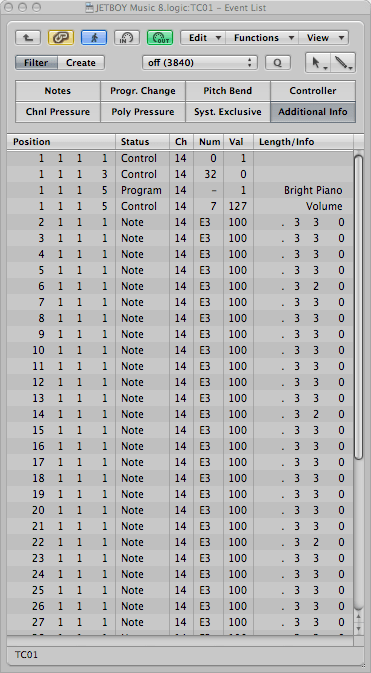 JETBOY Music 8.logic:TC01 – Event List
IN OUT Edit Functions View
Filter Create off (3840) Q
Notes Progr. Change Pitch Bend Controller
Chnl Pressure Poly Pressure Syst. Exclusive Additional Info
Position Status Ch Num Val Length/Info
1 1 1 1 Control 14 0 1
1 1 1 3 Control 14 32 0
1 1 1 5 Program 14 – 1 Bright Piano
1 1 1 5 Control 14 7 127 Volume
2 1 1 1 Note 14 E3 100 . 3 3 0
3 1 1 1 Note 14 E3 100 . 3 3 0
4 1 1 1 Note 14 E3 100 . 3 3 0
5 1 1 1 Note 14 E3 100 . 3 3 0
6 1 1 1 Note 14 E3 100 . 3 2 0
7 1 1 1 Note 14 E3 100 . 3 3 0
8 1 1 1 Note 14 E3 100 . 3 3 0
9 1 1 1 Note 14 E3 100 . 3 3 0
10 1 1 1 Note 14 E3 100 . 3 3 0
11 1 1 1 Note 14 E3 100 . 3 3 0
12 1 1 1 Note 14 E3 100 . 3 3 0
13 1 1 1 Note 14 E3 100 . 3 3 0
14 1 1 1 Note 14 E3 100 . 3 2 0
15 1 1 1 Note 14 E3 100 . 3 3 0
16 1 1 1 Note 14 E3 100 . 3 3 0
17 1 1 1 Note 14 E3 100 . 3 3 0
18 1 1 1 Note 14 E3 100 . 3 3 0
19 1 1 1 Note 14 E3 100 . 3 3 0
20 1 1 1 Note 14 E3 100 . 3 3 0
21 1 1 1 Note 14 E3 100 . 3 3 0
22 1 1 1 Note 14 E3 100 . 3 2 0
23 1 1 1 Note 14 E3 100 . 3 3 0
24 1 1 1 Note 14 E3 100 . 3 3 0
25 1 1 1 Note 14 E3 100 . 3 3 0
26 1 1 1 Note 14 E3 100 . 3 3 0
27 1 1 1 Note 14 E3 100 . 3 3 0
TC01